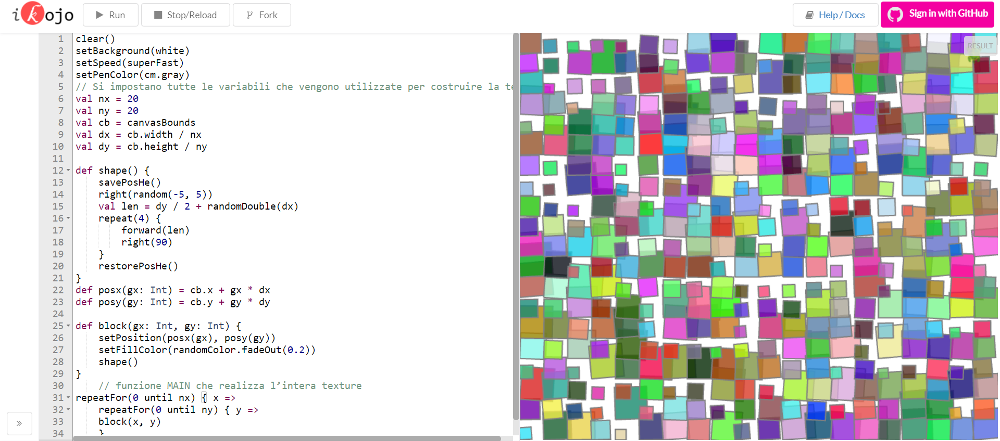 iKojo Run Stop/Reload Fork Help / Docs Sign in with GitHub
RESULT
1 clear()
2 setBackground(white)
3 setSpeed(superFast)
4 setPenColor(cm.gray)
5 // Si impostano tutte le variabili che vengono utilizzate per costruire la te
6 val nx = 20
7 val ny = 20
8 val cb = canvasBounds
9 val dx = cb.width / nx
10 val dy = cb.height / ny
11
12 def shape() {
13 savePosHe()
14 right(random(-5, 5))
15 val len = dy / 2 + randomDouble(dx)
16 repeat(4) {
17 forward(len)
18 right(90)
19 }
20 restorePosHe()
21 }
22 def posx(gx: Int) = cb.x + gx * dx
23 def posy(gy: Int) = cb.y + gy * dy
24
25 def block(gx: Int, gy: Int) {
26 setPosition(posx(gx), posy(gy))
27 setFillColor(randomColor.fadeOut(0.2))
28 shape()
29 }
30 // funzione MAIN che realizza l’intera texture
31 repeatFor(0 until nx) { x =>
32 repeatFor(0 until ny) { y =>
33 block(x, y)
34 }
»